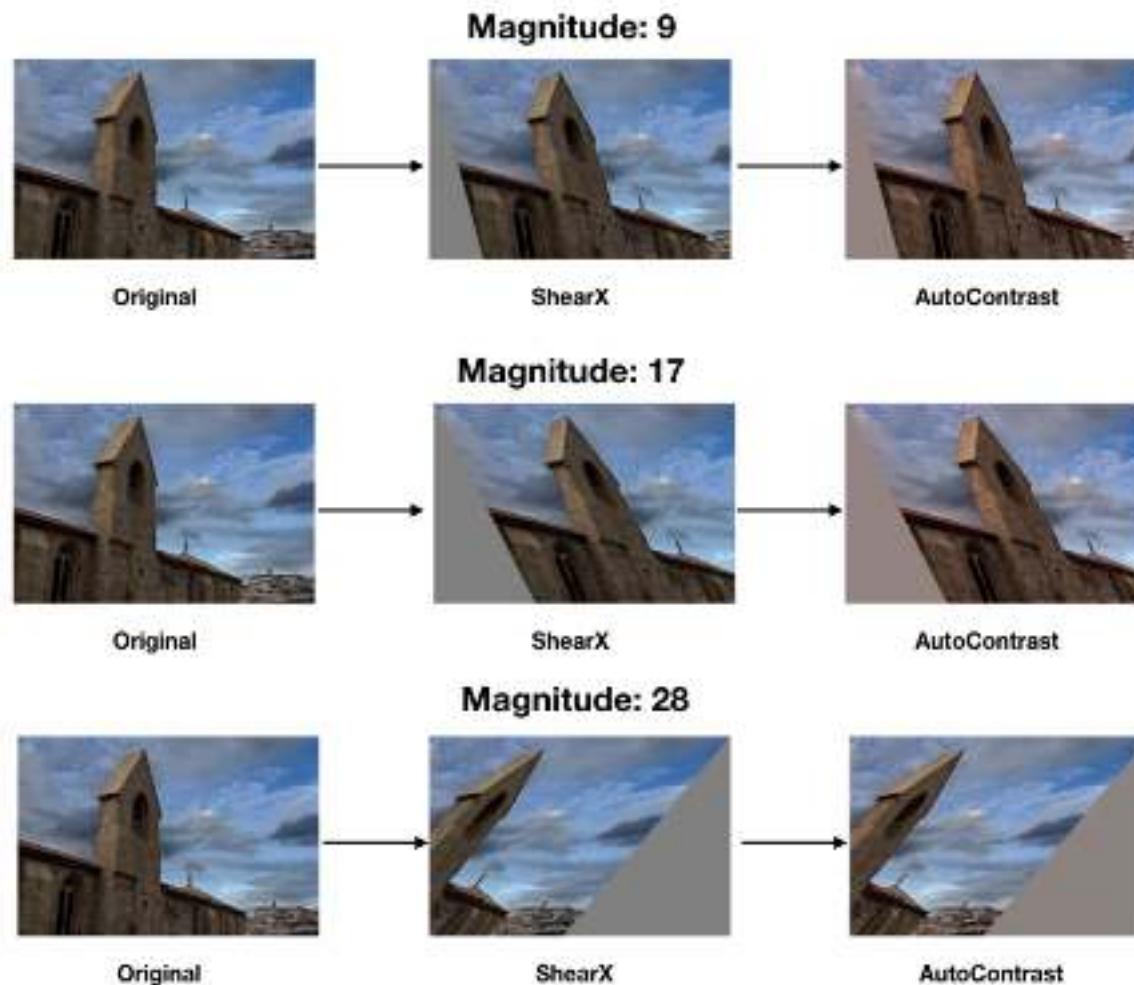 Magnitude: 9
Original ShearX AutoContrast
Magnitude: 17
Original ShearX AutoContrast
Magnitude: 28
Original ShearX AutoContrast